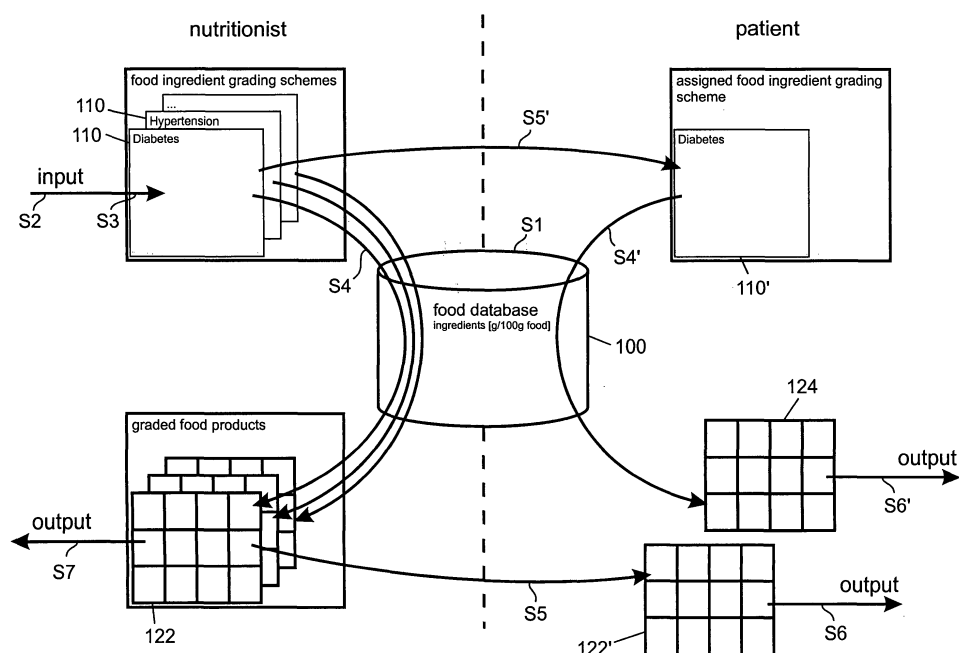 nutritionist
patient
food ingredient grading schemes
...
110
Hypertension
110
Diabetes
input
S2
S3
S4
S5'
S1
assigned food ingredient grading
scheme
Diabetes
S4'
110'
food database
ingredients [g/100g food]
100
graded food products
output
S7
122
S5
124
output
S6'
output
S6
122'